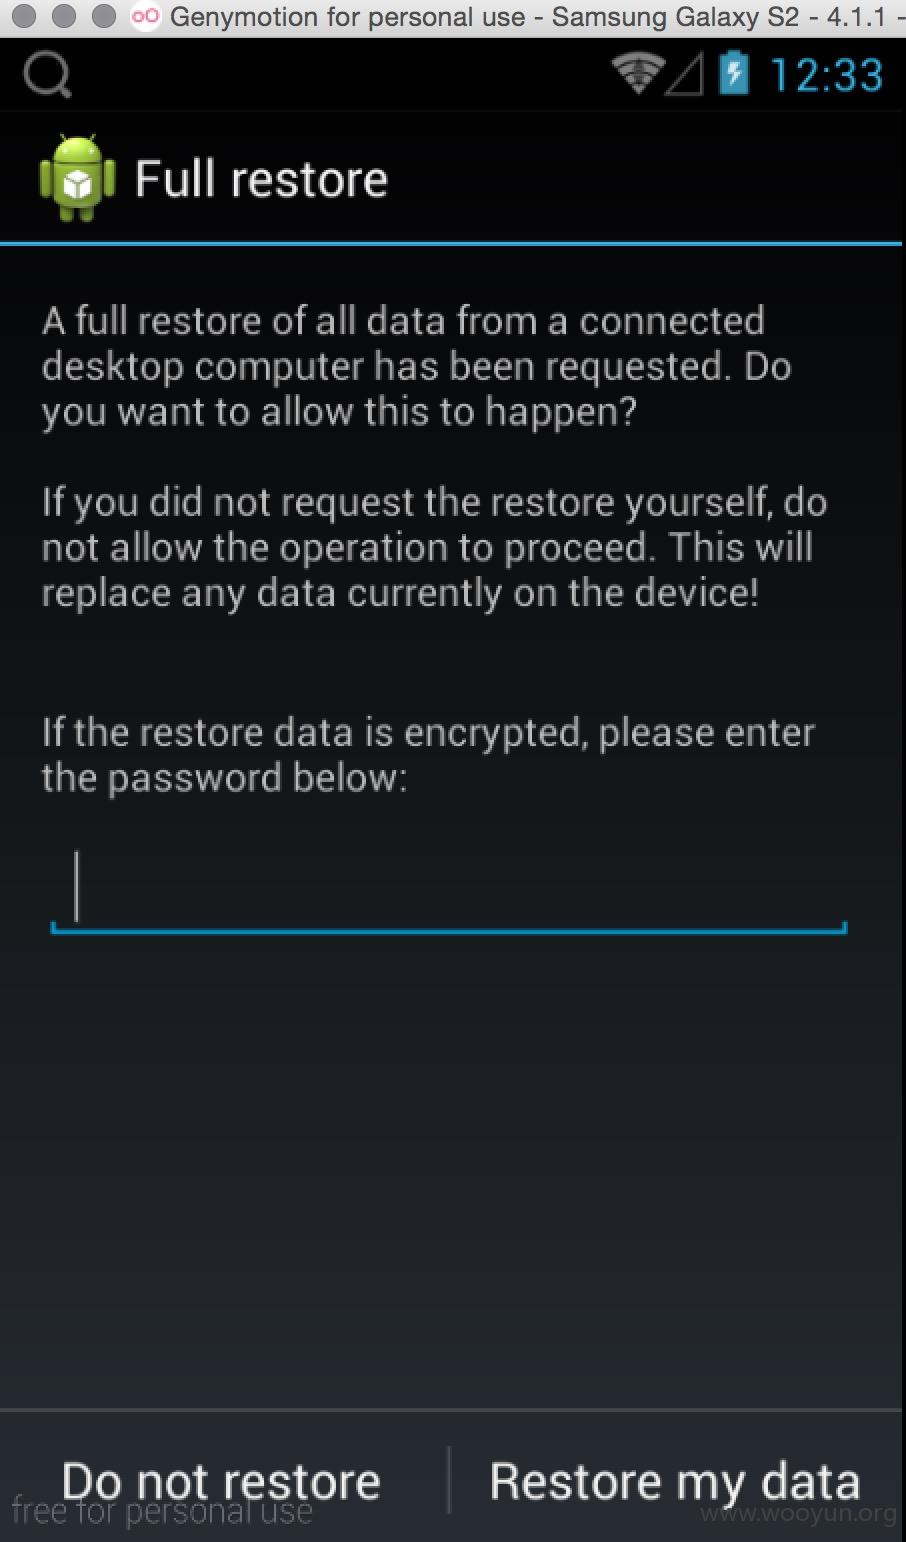 Genymotion for personal use - Samsung Galaxy S2 - 4.1.1 -
12:33
Full restore
A full restore of all data from a connected
desktop computer has been requested. Do
you want to allow this to happen?
If you did not request the restore yourself, do
not allow the operation to proceed. This will
replace any data currently on the device!
If the restore data is encrypted, please enter
the password below:
Do not restore
Restore my data
free for personal use
www.wooyun.org